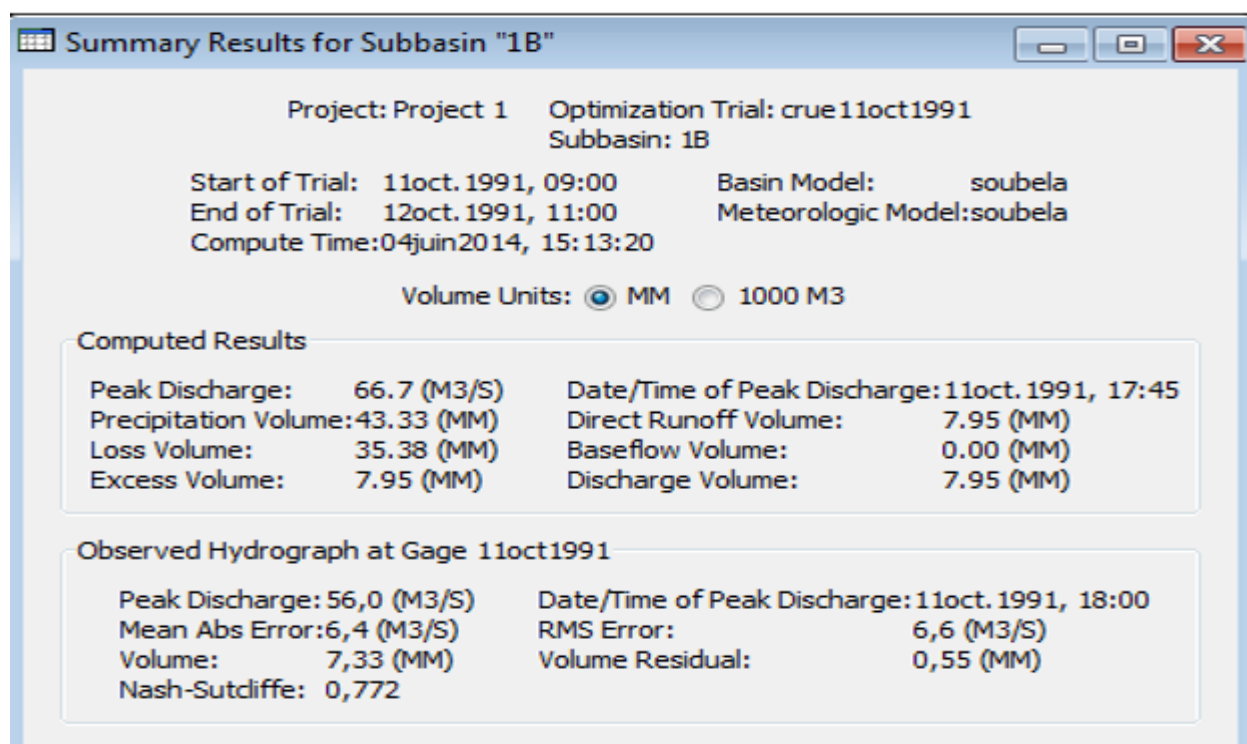 Summary Results for Subbasin "1B"
Project: Project 1 Optimization Trial: crue11oct1991
Subbasin: 1B
Start of Trial: 11oct.1991, 09:00 Basin Model: soubela
End of Trial: 12oct.1991, 11:00 Meteorologic Model:soubela
Compute Time:04juin2014, 15:13:20
Volume Units: MM 1000 M3
Computed Results
Peak Discharge: 66.7 (M3/S) Date/Time of Peak Discharge:11oct.1991, 17:45
Precipitation Volume:43.33 (MM) Direct Runoff Volume: 7.95 (MM)
Loss Volume: 35.38 (MM) Baseflow Volume: 0.00 (MM)
Excess Volume: 7.95 (MM) Discharge Volume: 7.95 (MM)
Observed Hydrograph at Gage 11oct1991
Peak Discharge:56,0 (M3/S) Date/Time of Peak Discharge:11oct.1991, 18:00
Mean Abs Error:6,4 (M3/S) RMS Error: 6,6 (M3/S)
Volume: 7,33 (MM) Volume Residual: 0,55 (MM)
Nash-Sutcliffe: 0,772